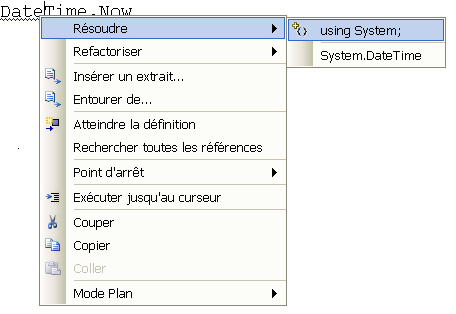 DateTime.Now
Résoudre
using System;
System.DateTime
Refactoriser
Insérer un extrait...
Entourer de...
Atteindre la définition
Rechercher toutes les références
Point d'arrêt
Exécuter jusqu'au curseur
Couper
Copier
Coller
Mode Plan